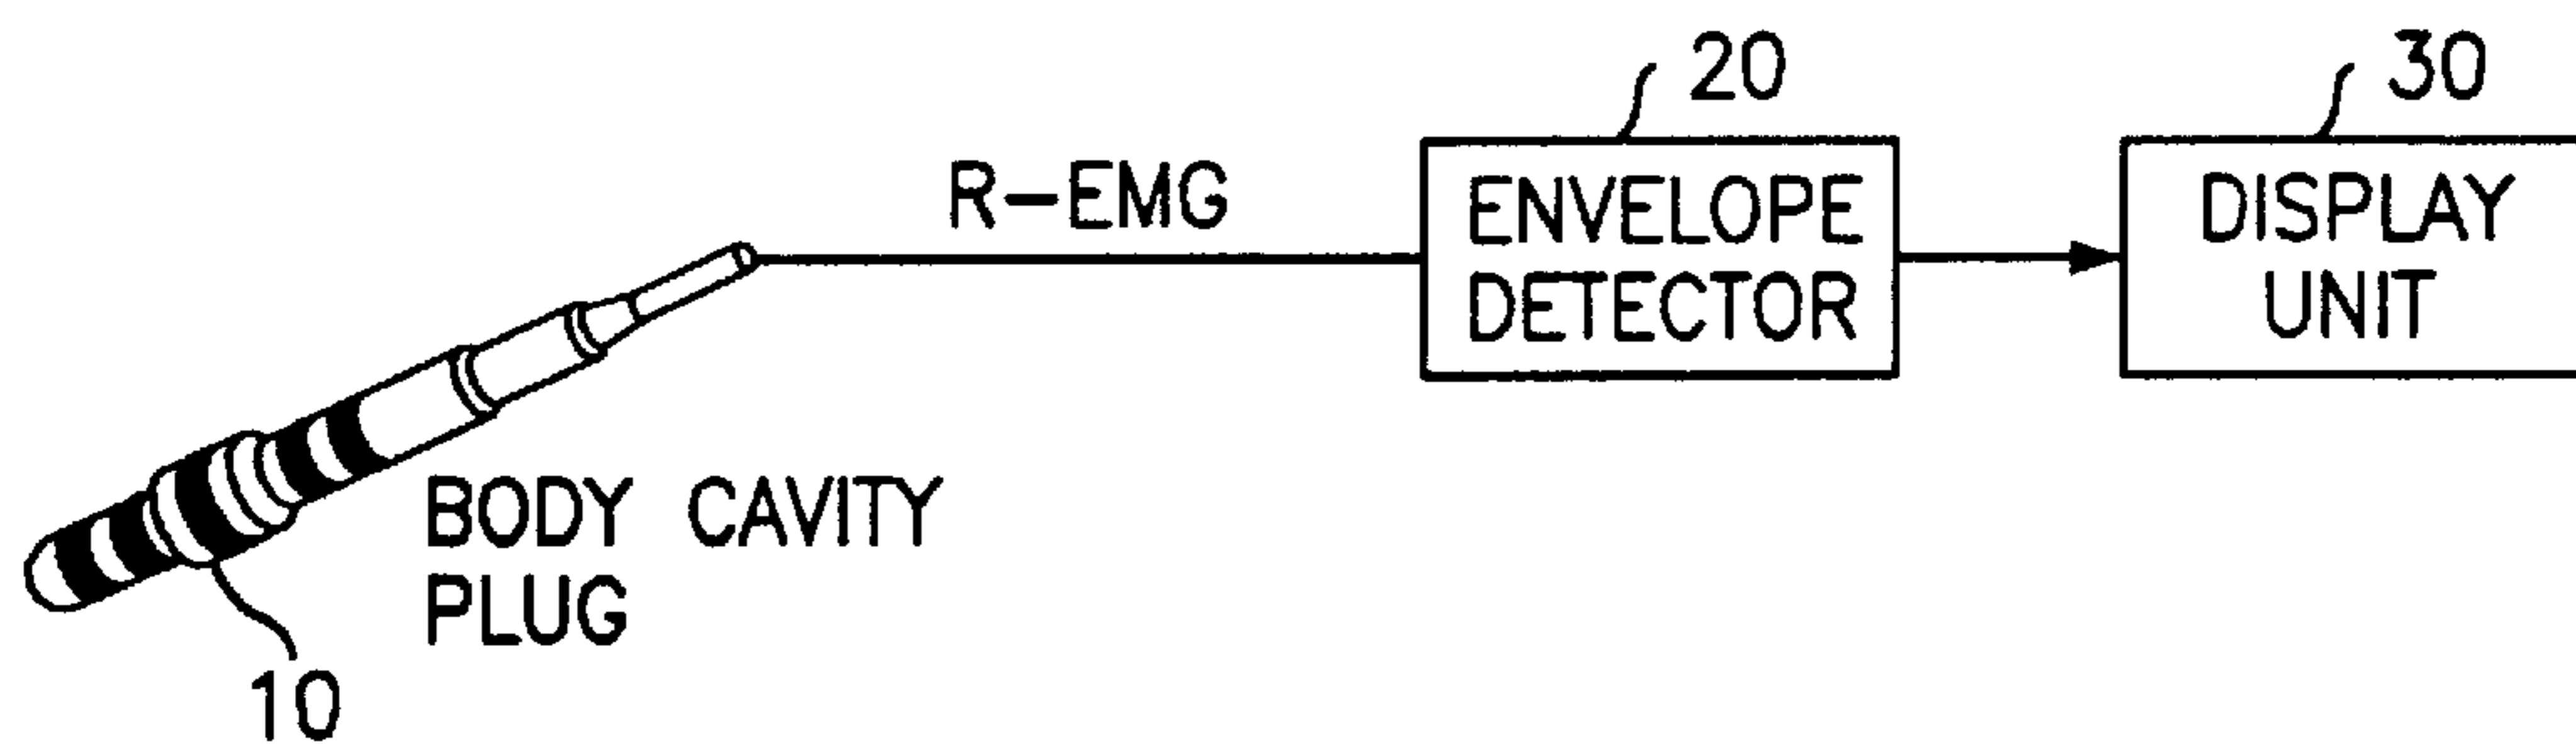 20
30
R-EMG
ENVELOPE
DETECTOR
DISPLAY
UNIT
BODY CAVITY
PLUG
10